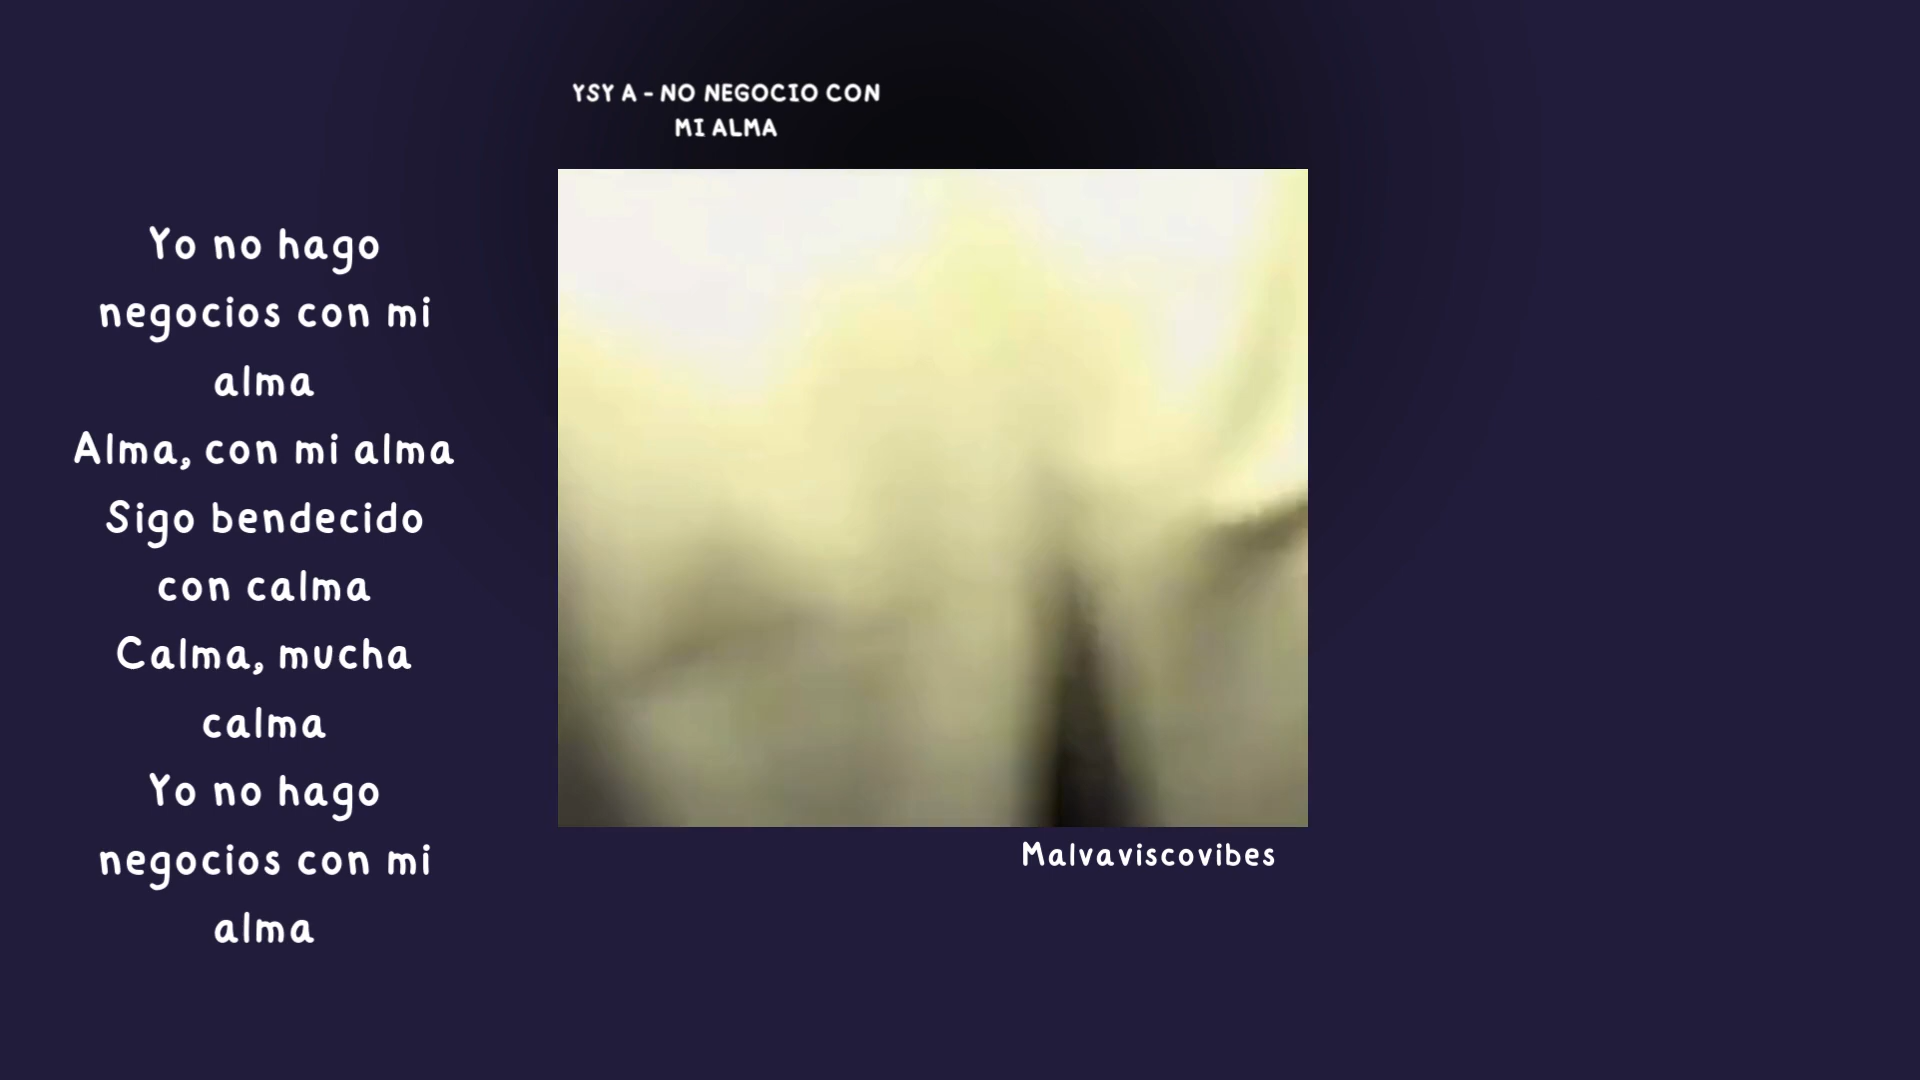 YSY A - NO NEGOCIO CON
MI ALMA
Yo no hago
negocios con mi
alma
Alma, con mi alma
Sigo bendecido
con calma
Calma, mucha
calma
Yo no hago
negocios con mi
alma
Malvaviscovibes